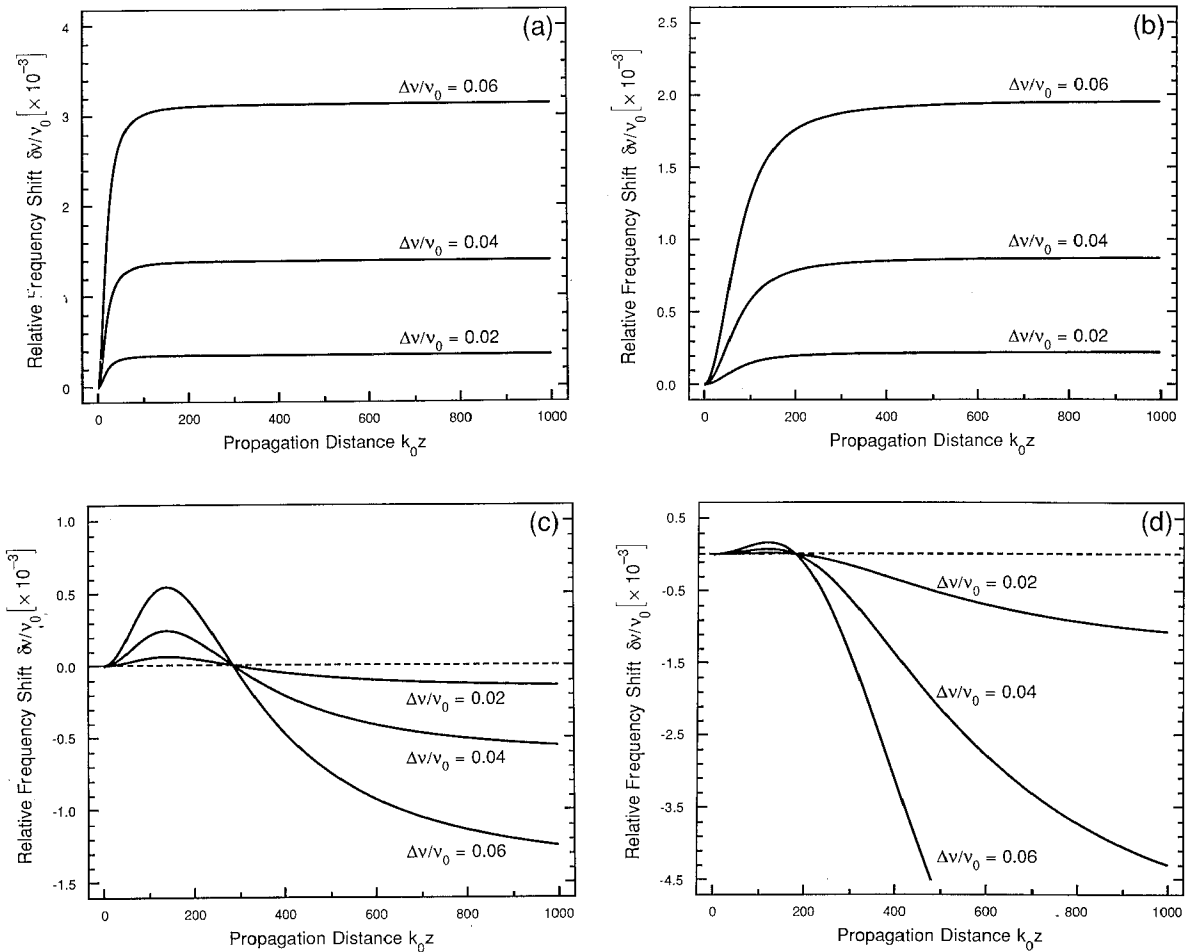 (a)
Relative Frequency Shift δν/ν₀ [× 10⁻³]
4
3
2
1
0
Δν/ν₀ = 0.06
Δν/ν₀ = 0.04
Δν/ν₀ = 0.02
0 200 400 600 800 1000
Propagation Distance k₀z
(b)
Relative Frequency Shift δν/ν₀ [× 10⁻³]
2.5
2.0
1.5
1.0
0.5
0.0
Δν/ν₀ = 0.06
Δν/ν₀ = 0.04
Δν/ν₀ = 0.02
0 200 400 600 800 1000
Propagation Distance k₀z
(c)
Relative Frequency Shift δν/ν₀ [× 10⁻³]
1.0
0.5
0.0
-0.5
-1.0
-1.5
Δν/ν₀ = 0.02
Δν/ν₀ = 0.04
Δν/ν₀ = 0.06
0 200 400 600 800 1000
Propagation Distance k₀z
(d)
Relative Frequency Shift δν/ν₀ [× 10⁻³]
0.5
-0.5
-1.5
-2.5
-3.5
-4.5
Δν/ν₀ = 0.02
Δν/ν₀ = 0.04
Δν/ν₀ = 0.06
0 200 400 600 800 1000
Propagation Distance k₀z